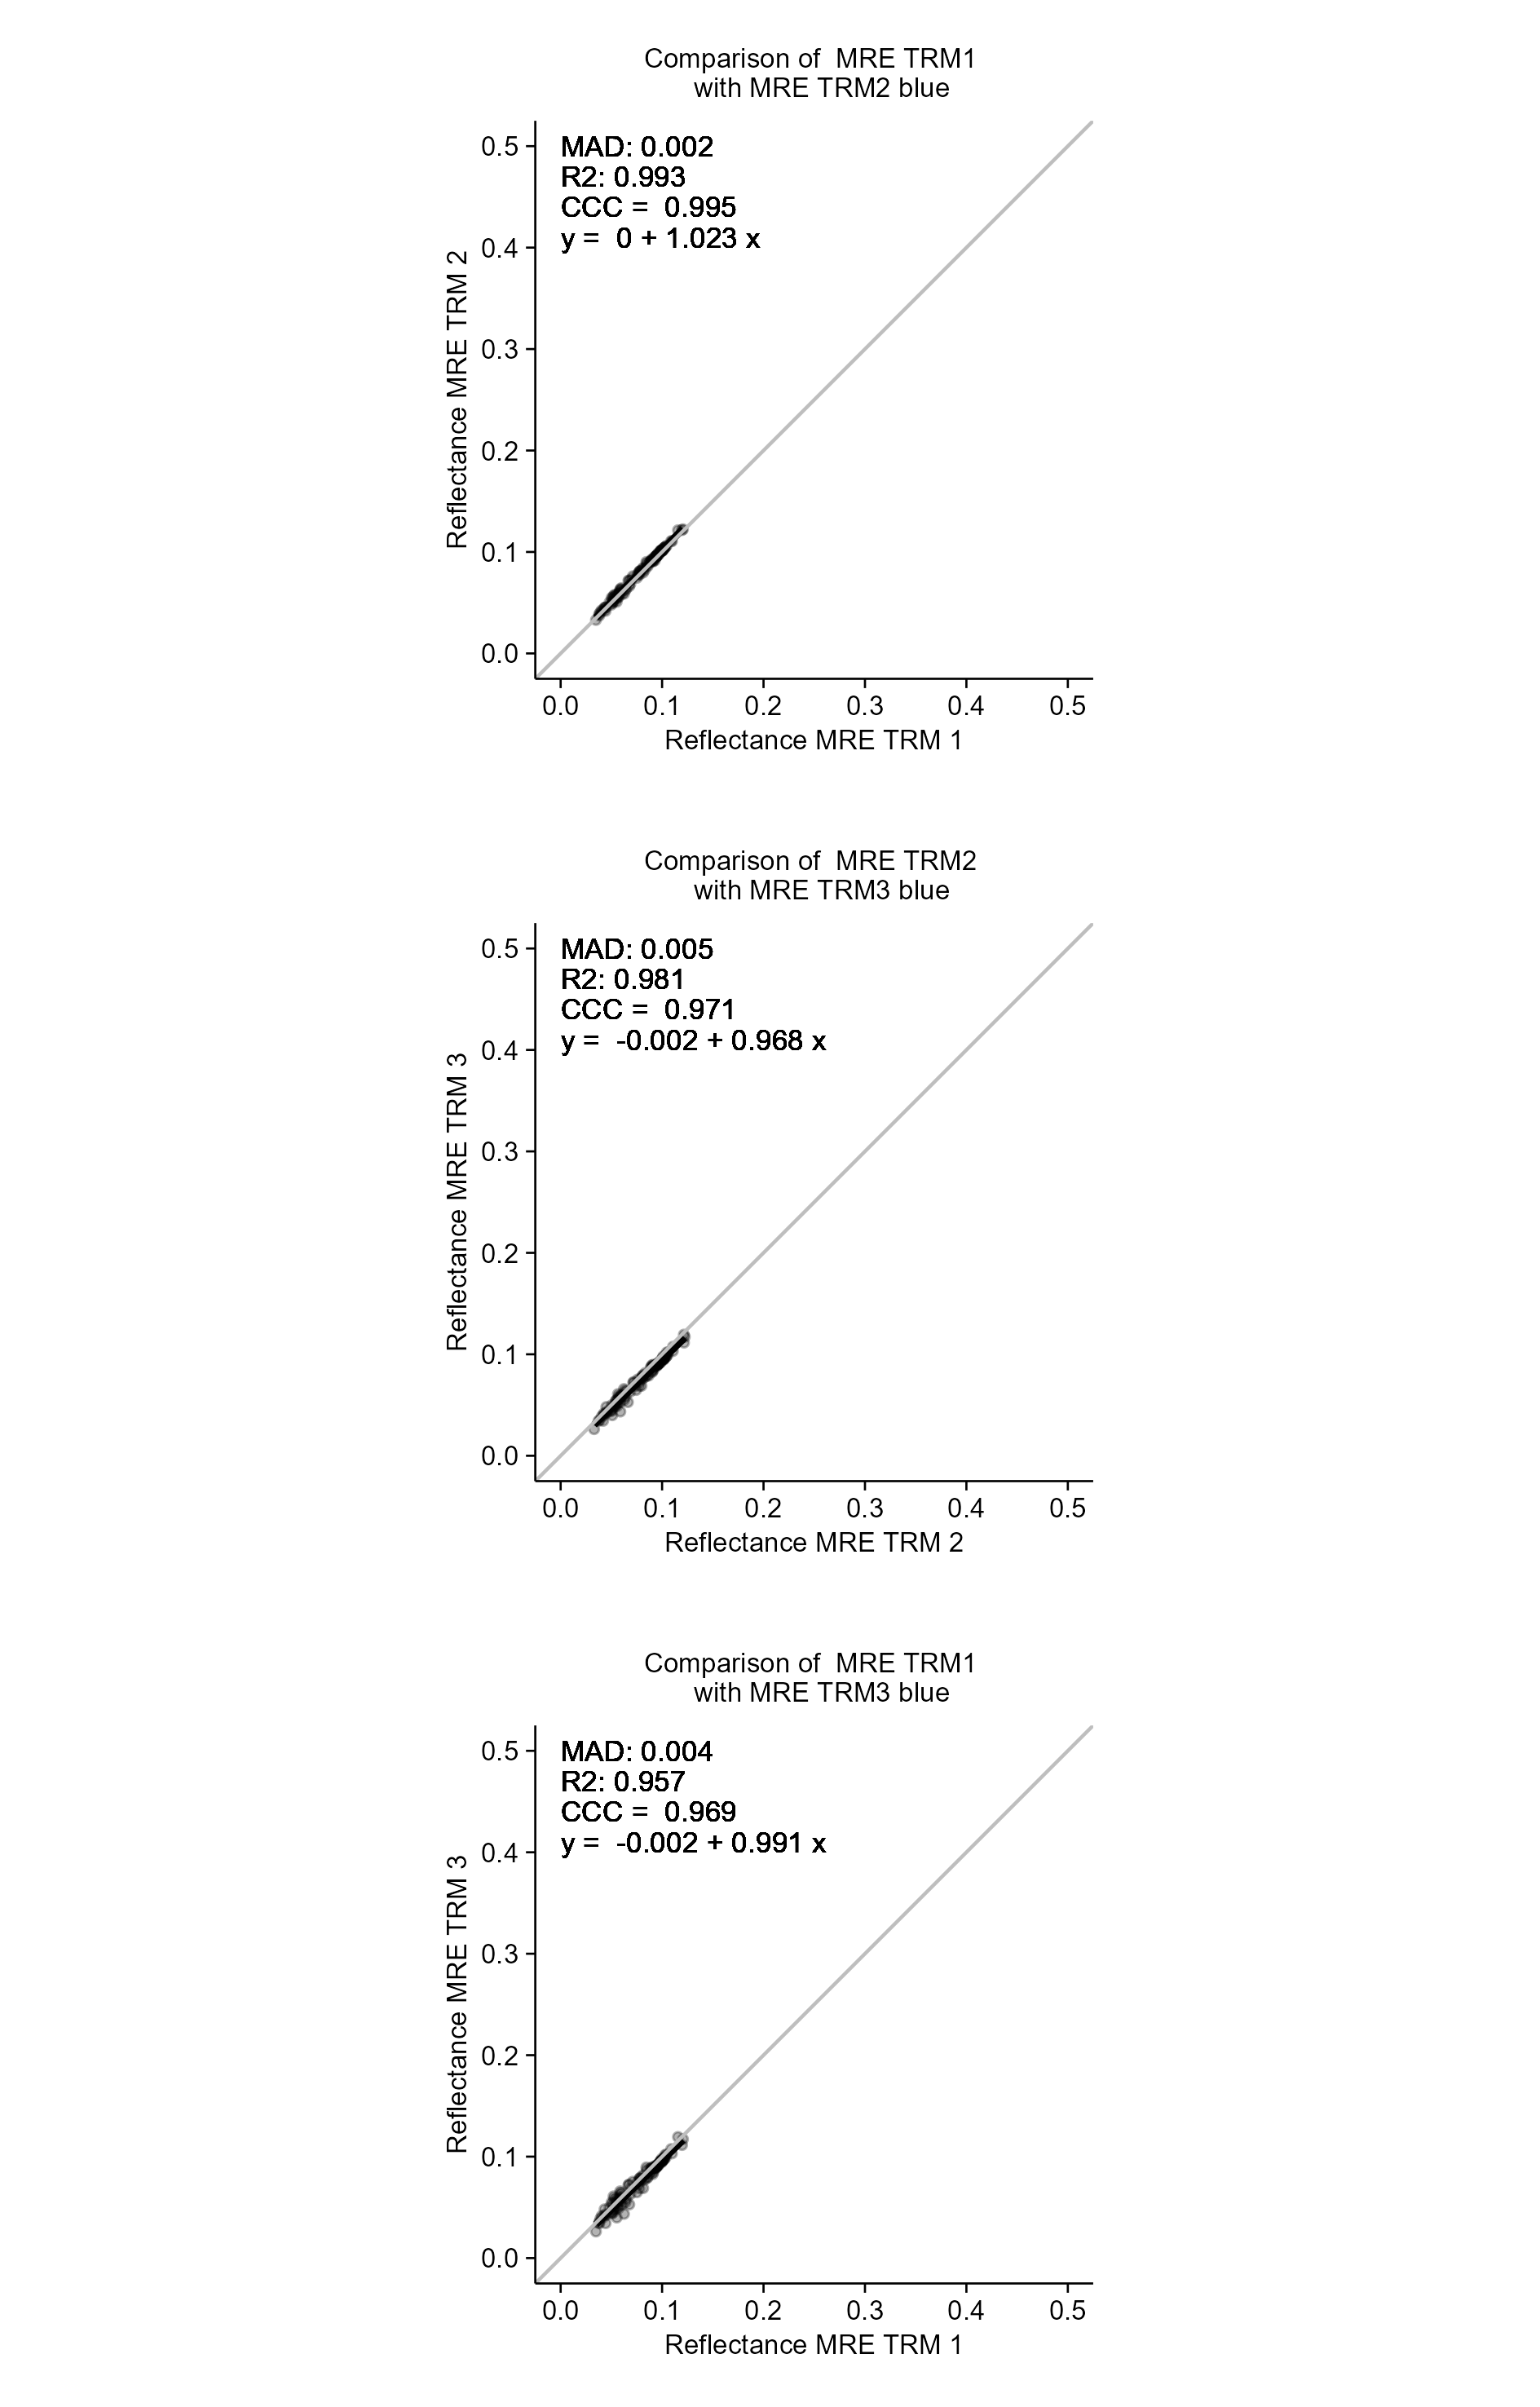 Comparison of  MRE TRM1
with MRE TRM2 blue
MAD: 0.002
R2: 0.993
CCC =  0.995
y =  0 + 1.023 x
0.5
0.4
0.3
0.2
0.1
0.0
Reflectance MRE TRM 2
0.0 0.1 0.2 0.3 0.4 0.5
Reflectance MRE TRM 1
Comparison of  MRE TRM2
with MRE TRM3 blue
MAD: 0.005
R2: 0.981
CCC =  0.971
y =  -0.002 + 0.968 x
0.5
0.4
0.3
0.2
0.1
0.0
Reflectance MRE TRM 3
0.0 0.1 0.2 0.3 0.4 0.5
Reflectance MRE TRM 2
Comparison of  MRE TRM1
with MRE TRM3 blue
MAD: 0.004
R2: 0.957
CCC =  0.969
y =  -0.002 + 0.991 x
0.5
0.4
0.3
0.2
0.1
0.0
Reflectance MRE TRM 3
0.0 0.1 0.2 0.3 0.4 0.5
Reflectance MRE TRM 1